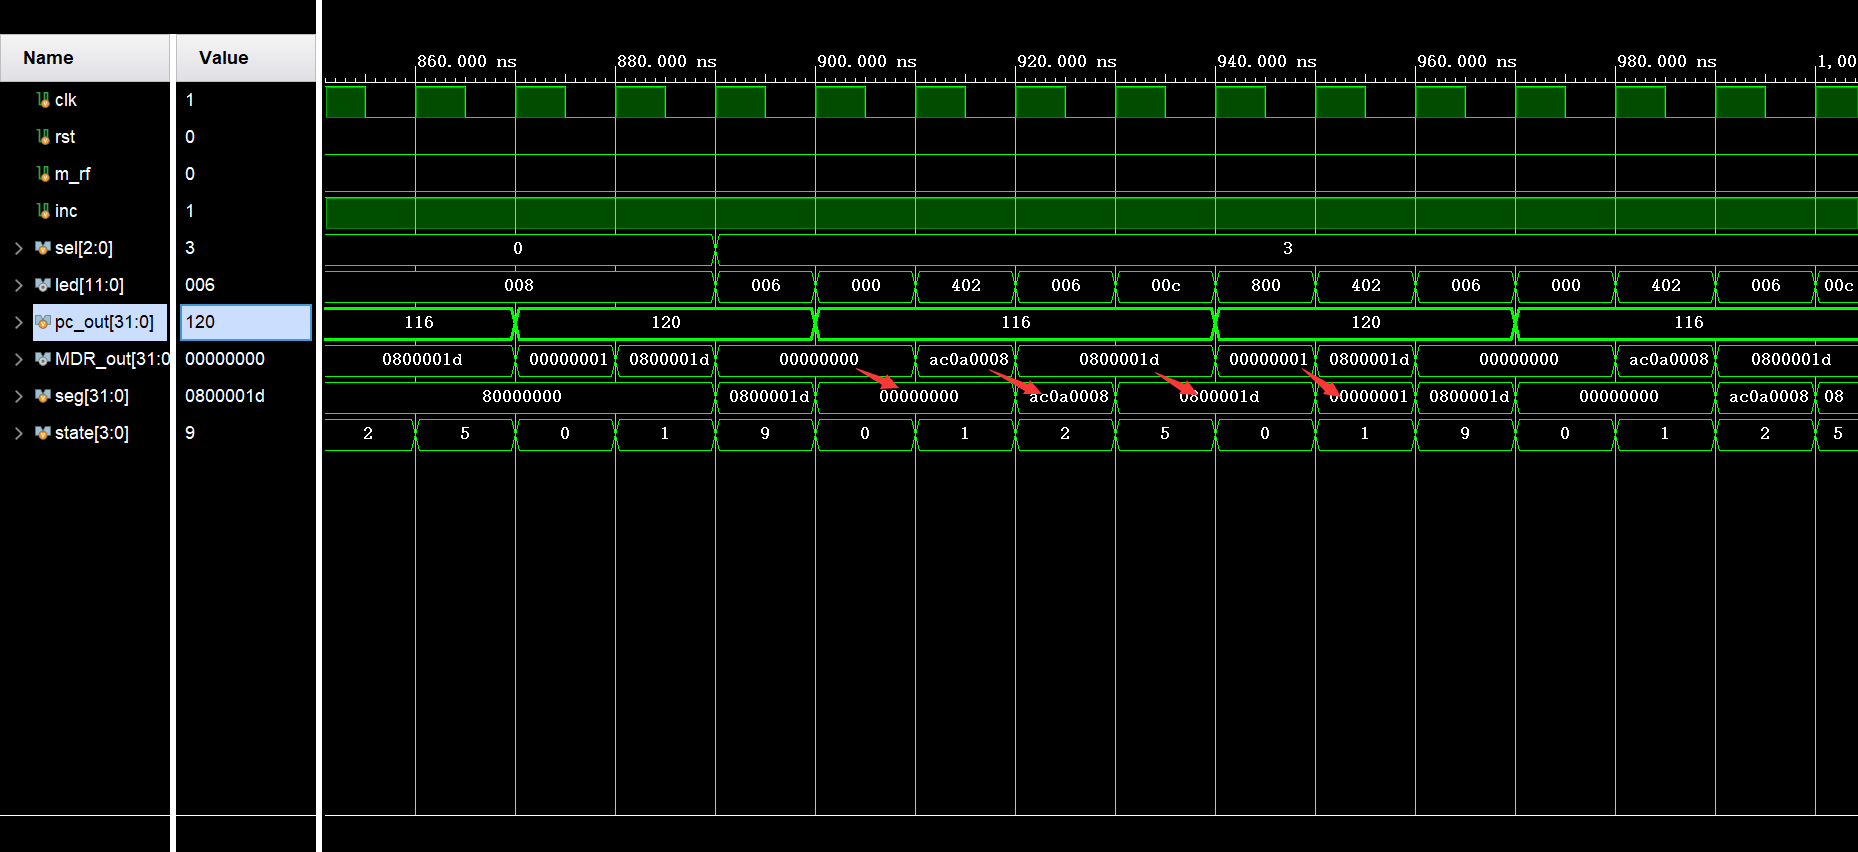 Name Value
860.000 ns 880.000 ns 900.000 ns 920.000 ns 940.000 ns 960.000 ns 980.000 ns 1,00
clk 1
rst 0
m_rf 0
inc 1
sel[2:0] 3 0 3
led[11:0] 006 008 006 000 402 006 00c 800 402 006 000 402 006 00c
pc_out[31:0] 120 116 120 116 120 116
MDR_out[31:0 00000000 0800001d 00000001 0800001d 00000000 ac0a0008 0800001d 00000001 0800001d 00000000 ac0a0008 0800001d
seg[31:0] 0800001d 80000000 0800001d 00000000 ac0a0008 0800001d 00000001 0800001d 00000000 ac0a0008 08
state[3:0] 9 2 5 0 1 9 0 1 2 5 0 1 9 0 1 2 5